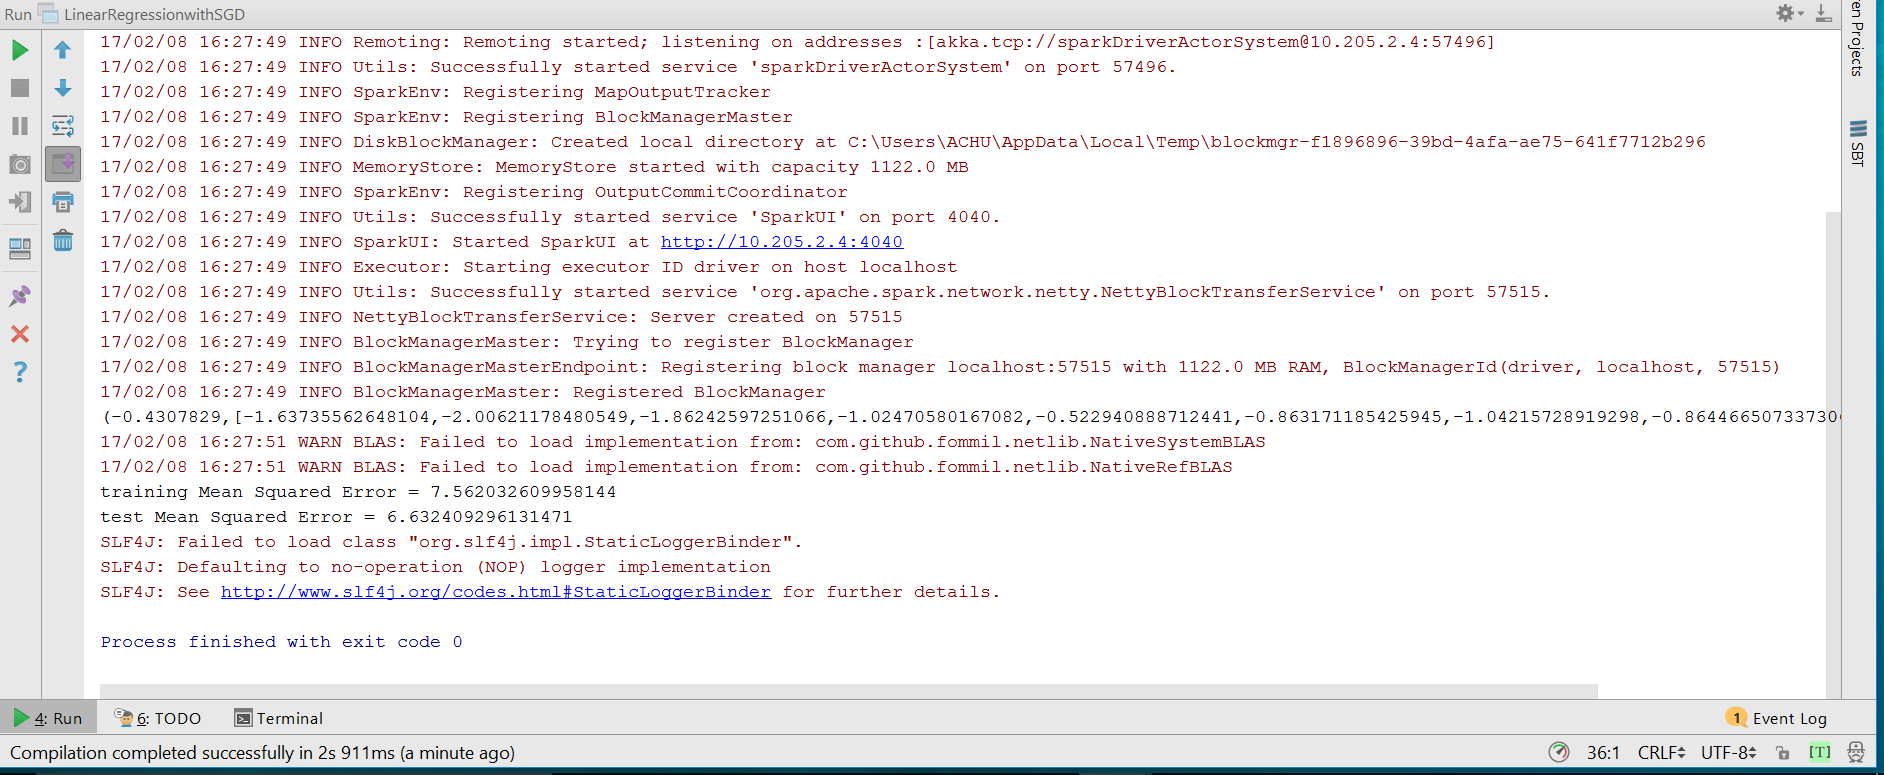 Run LinearRegressionwithSGD
17/02/08 16:27:49 INFO Remoting: Remoting started; listening on addresses :[akka.tcp://sparkDriverActorSystem@10.205.2.4:57496]
17/02/08 16:27:49 INFO Utils: Successfully started service 'sparkDriverActorSystem' on port 57496.
17/02/08 16:27:49 INFO SparkEnv: Registering MapOutputTracker
17/02/08 16:27:49 INFO SparkEnv: Registering BlockManagerMaster
17/02/08 16:27:49 INFO DiskBlockManager: Created local directory at C:\Users\ACHU\AppData\Local\Temp\blockmgr-f1896896-39bd-4afa-ae75-641f7712b296
17/02/08 16:27:49 INFO MemoryStore: MemoryStore started with capacity 1122.0 MB
17/02/08 16:27:49 INFO SparkEnv: Registering OutputCommitCoordinator
17/02/08 16:27:49 INFO Utils: Successfully started service 'SparkUI' on port 4040.
17/02/08 16:27:49 INFO SparkUI: Started SparkUI at http://10.205.2.4:4040
17/02/08 16:27:49 INFO Executor: Starting executor ID driver on host localhost
17/02/08 16:27:49 INFO Utils: Successfully started service 'org.apache.spark.network.netty.NettyBlockTransferService' on port 57515.
17/02/08 16:27:49 INFO NettyBlockTransferService: Server created on 57515
17/02/08 16:27:49 INFO BlockManagerMaster: Trying to register BlockManager
17/02/08 16:27:49 INFO BlockManagerMasterEndpoint: Registering block manager localhost:57515 with 1122.0 MB RAM, BlockManagerId(driver, localhost, 57515)
17/02/08 16:27:49 INFO BlockManagerMaster: Registered BlockManager
(-0.4307829,[-1.63735562648104,-2.00621178480549,-1.86242597251066,-1.02470580167082,-0.522940888712441,-0.863171185425945,-1.04215728919298,-0.864466507337306
17/02/08 16:27:51 WARN BLAS: Failed to load implementation from: com.github.fommil.netlib.NativeSystemBLAS
17/02/08 16:27:51 WARN BLAS: Failed to load implementation from: com.github.fommil.netlib.NativeRefBLAS
training Mean Squared Error = 7.562032609958144
test Mean Squared Error = 6.632409296131471
SLF4J: Failed to load class "org.slf4j.impl.StaticLoggerBinder".
SLF4J: Defaulting to no-operation (NOP) logger implementation
SLF4J: See http://www.slf4j.org/codes.html#StaticLoggerBinder for further details.
Process finished with exit code 0
en Projects
SBT
4: Run 6: TODO Terminal 1 Event Log
Compilation completed successfully in 2s 911ms (a minute ago) 36:1 CRLF UTF-8 [T]